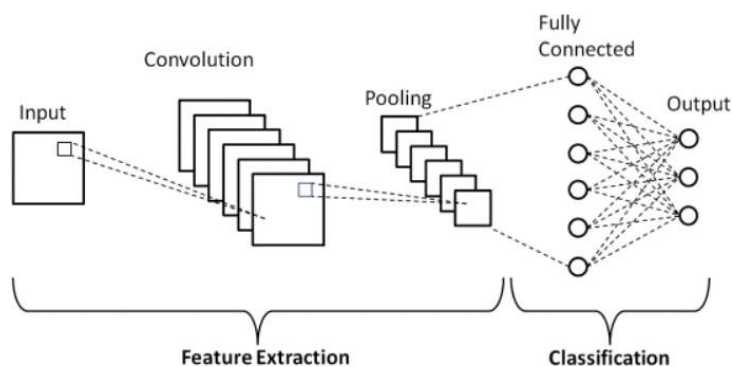 Fully
Connected
Convolution
Pooling
Output
Input
Feature Extraction
Classification